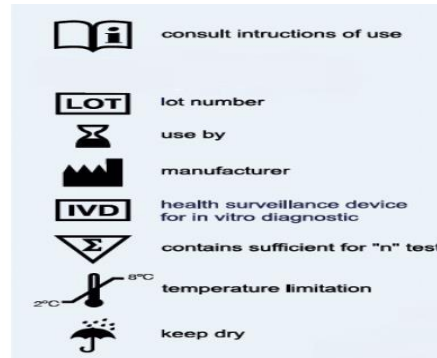 i consult intructions of use
LOT lot number
use by
manufacturer
IVD health surveillance device
for in vitro diagnostic
Σ contains sufficient for "n" test
8°C
temperature limitation
2°C
keep dry